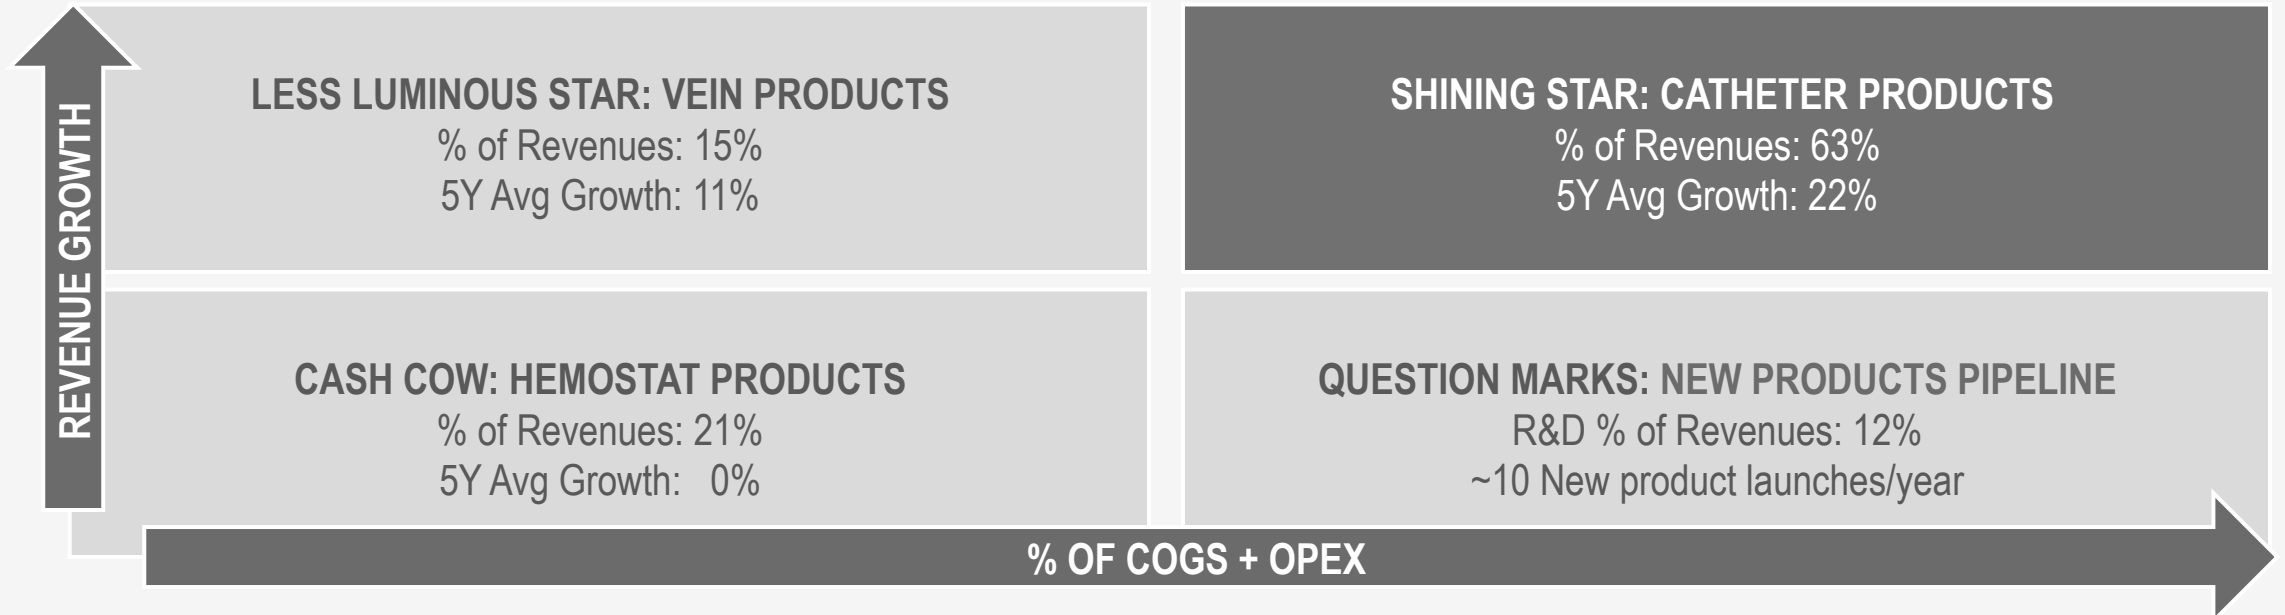 REVENUE GROWTH
LESS LUMINOUS STAR: VEIN PRODUCTS
% of Revenues: 15%
5Y Avg Growth: 11%
SHINING STAR: CATHETER PRODUCTS
% of Revenues: 63%
5Y Avg Growth: 22%
CASH COW: HEMOSTAT PRODUCTS
% of Revenues: 21%
5Y Avg Growth: 0%
QUESTION MARKS: NEW PRODUCTS PIPELINE
R&D % of Revenues: 12%
~10 New product launches/year
% OF COGS + OPEX